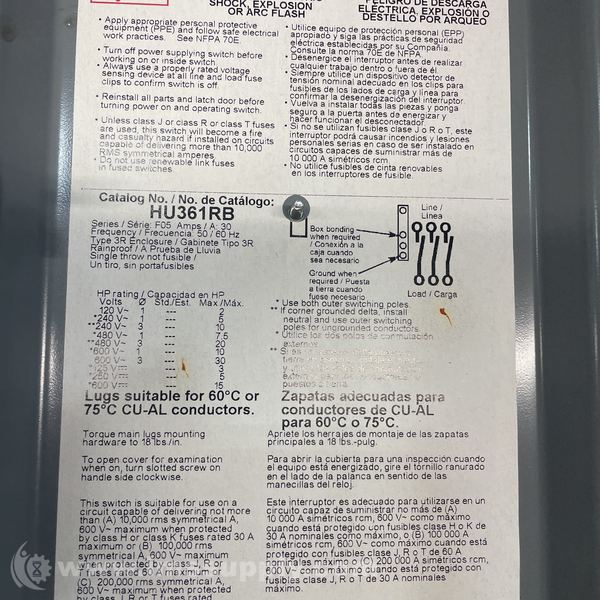 SHOCK, EXPLOSION
OR ARC FLASH
• Apply appropriate personal protective
equipment (PPE) and follow safe electrical
work practices. See NFPA 70E.
• Turn off power supplying switch before
working on or inside switch.
• Always use a properly rated voltage
sensing device at all line and load fuse
clips to confirm switch is off.
• Reinstall all parts and latch door before
turning power on and operating switch.
• Unless class J or class R or class T fuses
are used, this switch will become a fire
and casualty hazard if installed on circuits
capable of delivering more than 10,000
RMS symmetrical amperes.
• Do not use renewable link fuses
in fused switches.
PELIGRO DE DESCARGA
ELÉCTRICA, EXPLOSIÓN O
DESTELLO POR ARQUEO
• Utilice equipo de protección personal (EPP)
apropiado y siga las prácticas de seguridad
eléctrica establecidas por su Compañía.
Consulte la norma 70E de NFPA
• Desenergice el interruptor antes de realizar
cualquier trabajo dentro o fuera de él.
• Siempre utilice un dispositivo detector de
tensión nominal adecuado en los clips para
fusibles de los lados de carga y línea para
confirmar la desenergización del interruptor.
• Vuelva a instalar todas las piezas y ponga
seguro a la puerta antes de energizar y
hacer funcionar el desconectador.
• Si no se utilizan fusibles clase J o R o T, este
interruptor podrá causar incendios y lesiones
personales serias en caso de ser instalado en
circuitos capaces de suministrar más de
10 000 A simétricos rcm.
• No utilice fusibles de cinta renovables
en los interruptores de fusible.
Catalog No. / No. de Catálogo:
HU361RB
Series / Série: F05 Amps / A: 30
Frequency / Frecuencia: 50 / 60 Hz
Type 3R Enclosure / Gabinete Tipo 3R
Rainproof / A Prueba de Lluvia
Single throw not fusible /
Un tiro, sin portafusibles
Box bonding
when required
/ Conexión a la
caja cuando
sea necesario
Ground when
required / Puesta
a tierra cuando
fuese necesario
Line /
Línea
Load / Carga
HP rating / Capacidad en HP
Volts Ø Std./Est. Max./Máx.
120 V~ 1 --- 2
*240 V~ 1 --- 5
*240 V~ 3 --- 10
*480 V~ 1 --- 7.5
**480 V~ 3 --- 20
*600 V~ 1 --- 10
*600 V~ 3 --- 30
5
15
* Use both outer switching poles.
** If corner grounded delta, install
neutral and use outer switching
poles for ungrounded conductors.
* Utilice los dos polos de conmutación
externos.
Lugs suitable for 60°C or
75°C CU-AL conductors.
Zapatas adecuadas para
conductores de CU-AL
para 60°C o 75°C.
Torque main lugs mounting
hardware to 18 lbs./in.
Apriete los herrajes de montaje de las zapatas
principales a 18 lbs.-pulg.
To open cover for examination
when on, turn slotted screw on
handle side clockwise.
Para abrir la cubierta para una inspección cuando
el equipo está energizado, gire el tornillo ranurado
en el lado de la palanca en sentido de las
manecillas del reloj.
This switch is suitable for use on a
circuit capable of delivering not more
than (A) 10,000 rms symmetrical A,
600 V~ maximum when protected
by class H or class K fuses rated 30 A
maximum or (B) 100,000 rms
symmetrical A, 600 V~ maximum
when protected by class J, R or
T fuses rated 60 A maximum or
(C) 200,000 rms symmetrical A,
600 V~ maximum when protected
by class J, R or T fuses rated
Este interruptor es adecuado para utilizarse en un
circuito capaz de suministrar no más de (A)
10 000 A simétricos rcm, 600 V~ como máximo
cuando está protegido con fusibles clase H o K de
30 A nominales como máximo, o (B) 100 000 A
simétricos rcm, 600 V~ como máximo cuando está
protegido con fusibles clase J, R o T de 60 A
nominales máximo o (C) 200 000 A simétricos
rcm, 600 V~ como máximo cuando está protegido
con fusibles clase J, R o T de 30 A nominales
máximo.